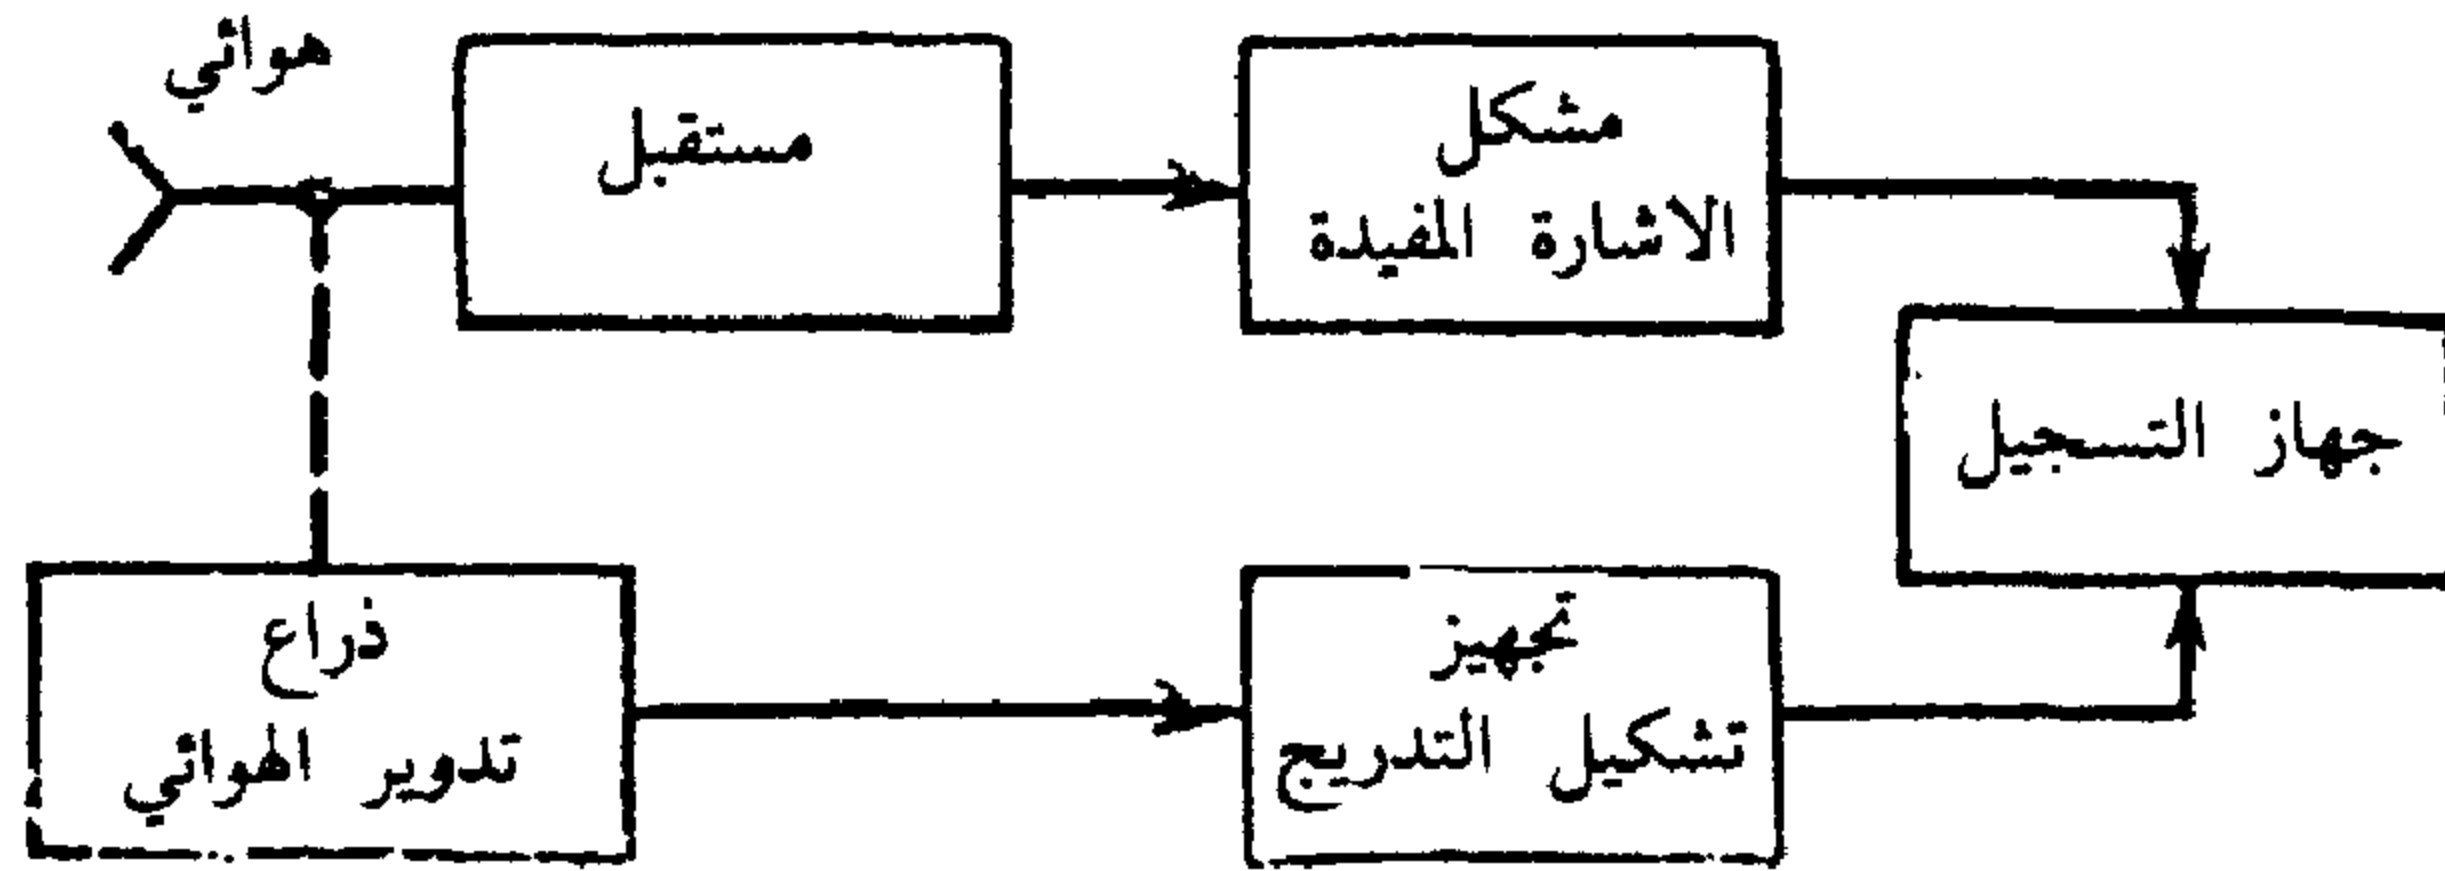 هوائي
مستقبل
مشكل
الاشارة المفيدة
جهاز التسجيل
ذراع
تدوير الهوائي
تجهيز
تشكيل التدريج